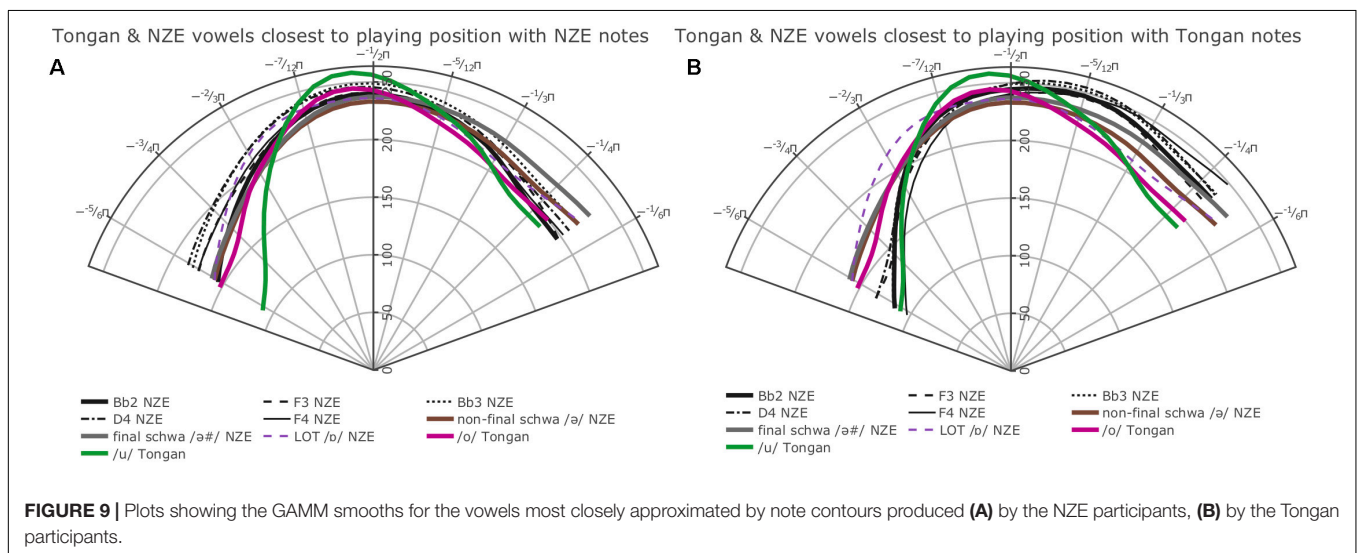 Tongan & NZE vowels closest to playing position with NZE notes
A
−5/6Π
−3/4Π
−2/3Π
−7/12Π
−1/2Π
−5/12Π
−1/3Π
−1/4Π
−1/6Π
200
150
100
50
0
Bb2 NZE F3 NZE Bb3 NZE
D4 NZE F4 NZE non-final schwa /ə/ NZE
final schwa /ə#/ NZE LOT /ɒ/ NZE /o/ Tongan
/u/ Tongan
Tongan & NZE vowels closest to playing position with Tongan notes
B
−5/6Π
−3/4Π
−2/3Π
−7/12Π
−1/2Π
−5/12Π
−1/3Π
−1/4Π
−1/6Π
200
150
100
50
0
Bb2 NZE F3 NZE Bb3 NZE
D4 NZE F4 NZE non-final schwa /ə/ NZE
final schwa /ə#/ NZE LOT /ɒ/ NZE /o/ Tongan
/u/ Tongan
FIGURE 9 | Plots showing the GAMM smooths for the vowels most closely approximated by note contours produced (A) by the NZE participants, (B) by the Tongan
participants.